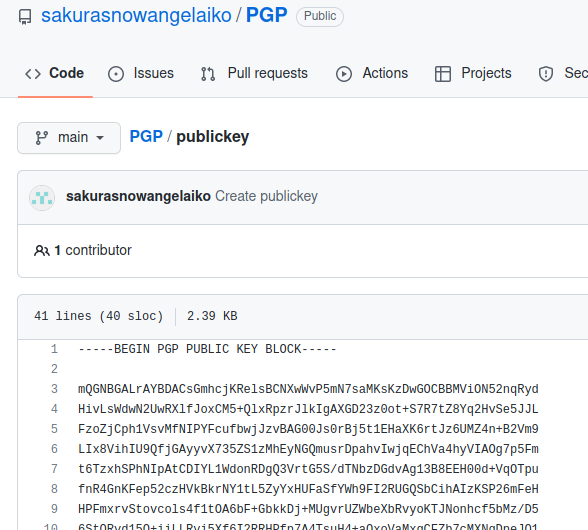 sakurasnowangelaiko / PGP Public
Code Issues Pull requests Actions Projects Sec
main PGP / publickey
sakurasnowangelaiko Create publickey
1 contributor
41 lines (40 sloc) 2.39 KB
1 -----BEGIN PGP PUBLIC KEY BLOCK-----
2
3 mQGNBGALrAYBDACsGmhcjKRelsBCNXwWvP5mN7saMKsKzDwGOCBBMViON52nqRyd
4 HivLsWdwN2UwRXlfJoxCM5+QlxRpzrJlkIgAXGD23z0ot+S7R7tZ8Yq2HvSe5JJL
5 FzoZjCph1VsvMfNIPYFcufbwjJzvBAG00Js0rBj5t1EHaXK6rtJz6UMZ4n+B2Vm9
6 LIx8VihIU9QfjGAyyvX735ZS1zMhEyNGQmusrDpahvIwjqEChVa4hyVIAOg7p5Fm
7 t6TzxhSPhNIpAtCDIYL1WdonRDgQ3VrtG5S/dTNbzDGdvAg13B8EEH00d+VqOTpu
8 fnR4GnKFep52czHVkBkrNY1tL5ZyYxHUFaSfYWh9FI2RUGQSbCihAIzKSP26mFeH
9 HPFmxrvStovcols4f1tOA6bF+GbkkDj+MUgvrUZWbeXbRvyoKTJNonhcf5bMz/D5
10